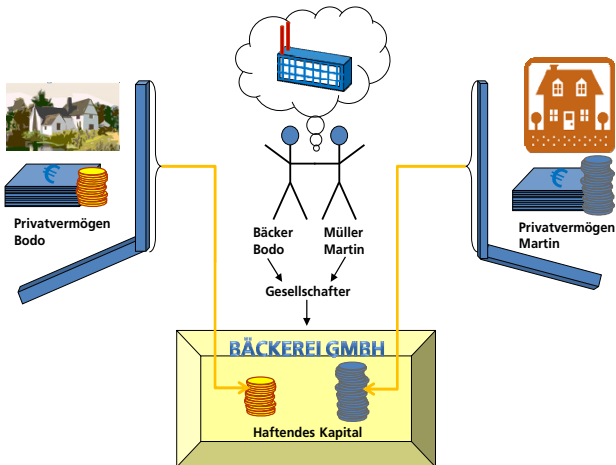 Privatvermögen
Bodo
Bäcker
Bodo
Müller
Martin
Privatvermögen
Martin
Gesellschafter
BÄCKEREI GMBH
Haftendes Kapital
€
€